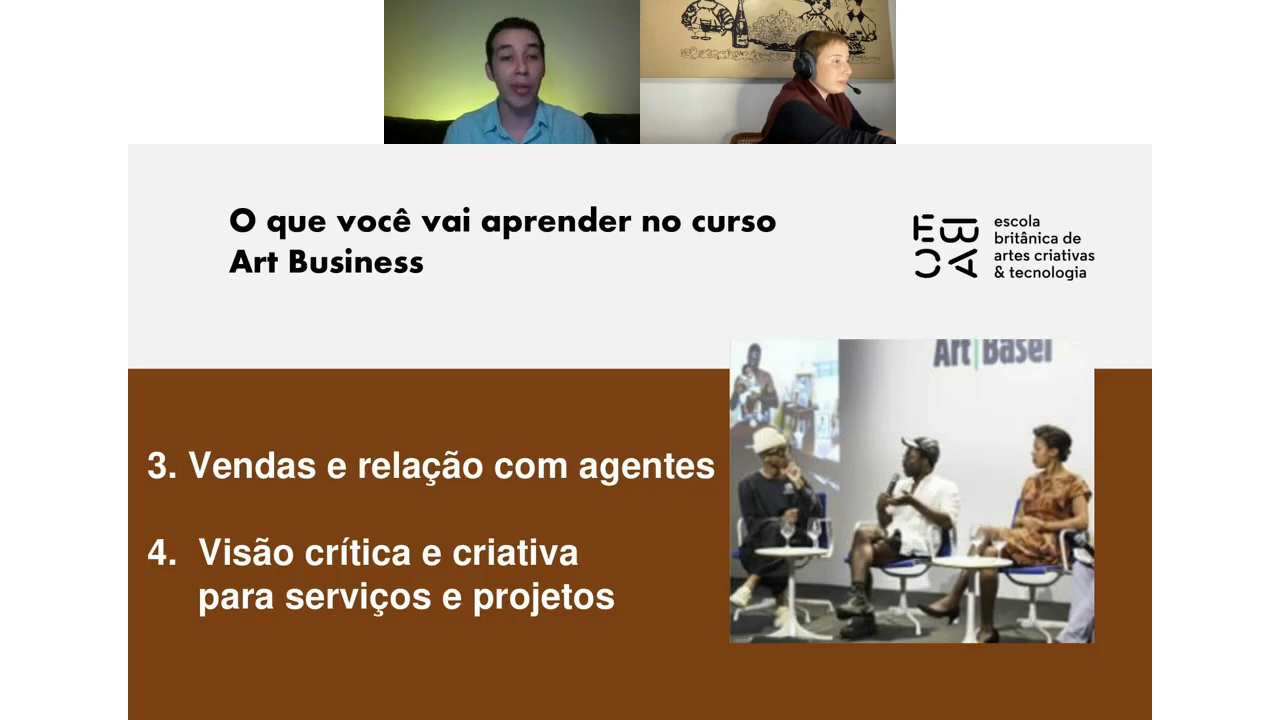 O que você vai aprender no curso
Art Business
EBAC
escola
britânica de
artes criativas
& tecnologia
Art Basel
3. Vendas e relação com agentes
4. Visão crítica e criativa
para serviços e projetos